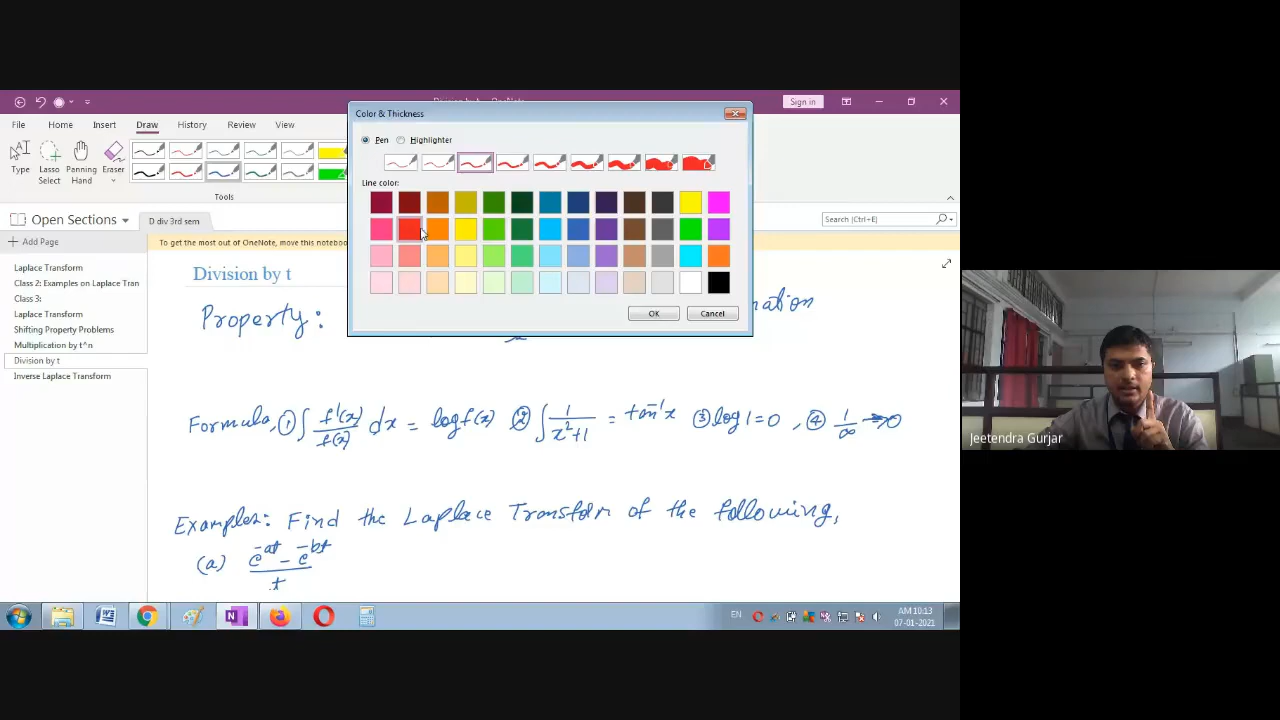 Division by t - OneNote
Sign in
File Home Insert Draw History Review View
Type
Lasso Select
Panning Hand
Eraser
Tools
Color & Thickness
Pen Highlighter
Line color:
OK Cancel
Open Sections
D div 3rd sem
Search (Ctrl+E)
Add Page
To get the most out of OneNote, move this notebo
Laplace Transform
Class 2: Examples on Laplace Tran
Class 3:
Laplace Transform
Shifting Property Problems
Multiplication by t^n
Division by t
Inverse Laplace Transform
Division by t
Property: nation
Formula, ① ∫ f'(x)/f(x) dx = log f(x) ② ∫ 1/x²+1 = tan⁻¹x ③ log 1 = 0, ④ 1/∞ → 0
Examples: Find the Laplace Transform of the following,
(a) e^-at - e^-bt / t
EN
AM 10:13
07-01-2021
Jeetendra Gurjar